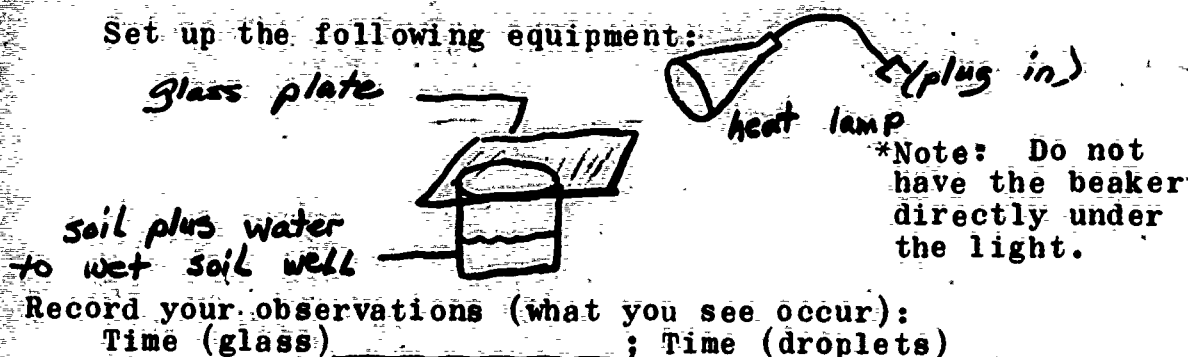 Set up the following equipment:
glass plate
(plug in)
heat lamp
*Note: Do not
have the beaker
directly under
the light.
soil plus water
to wet soil well
Record your observations (what you see occur):
Time (glass)______________; Time (droplets)